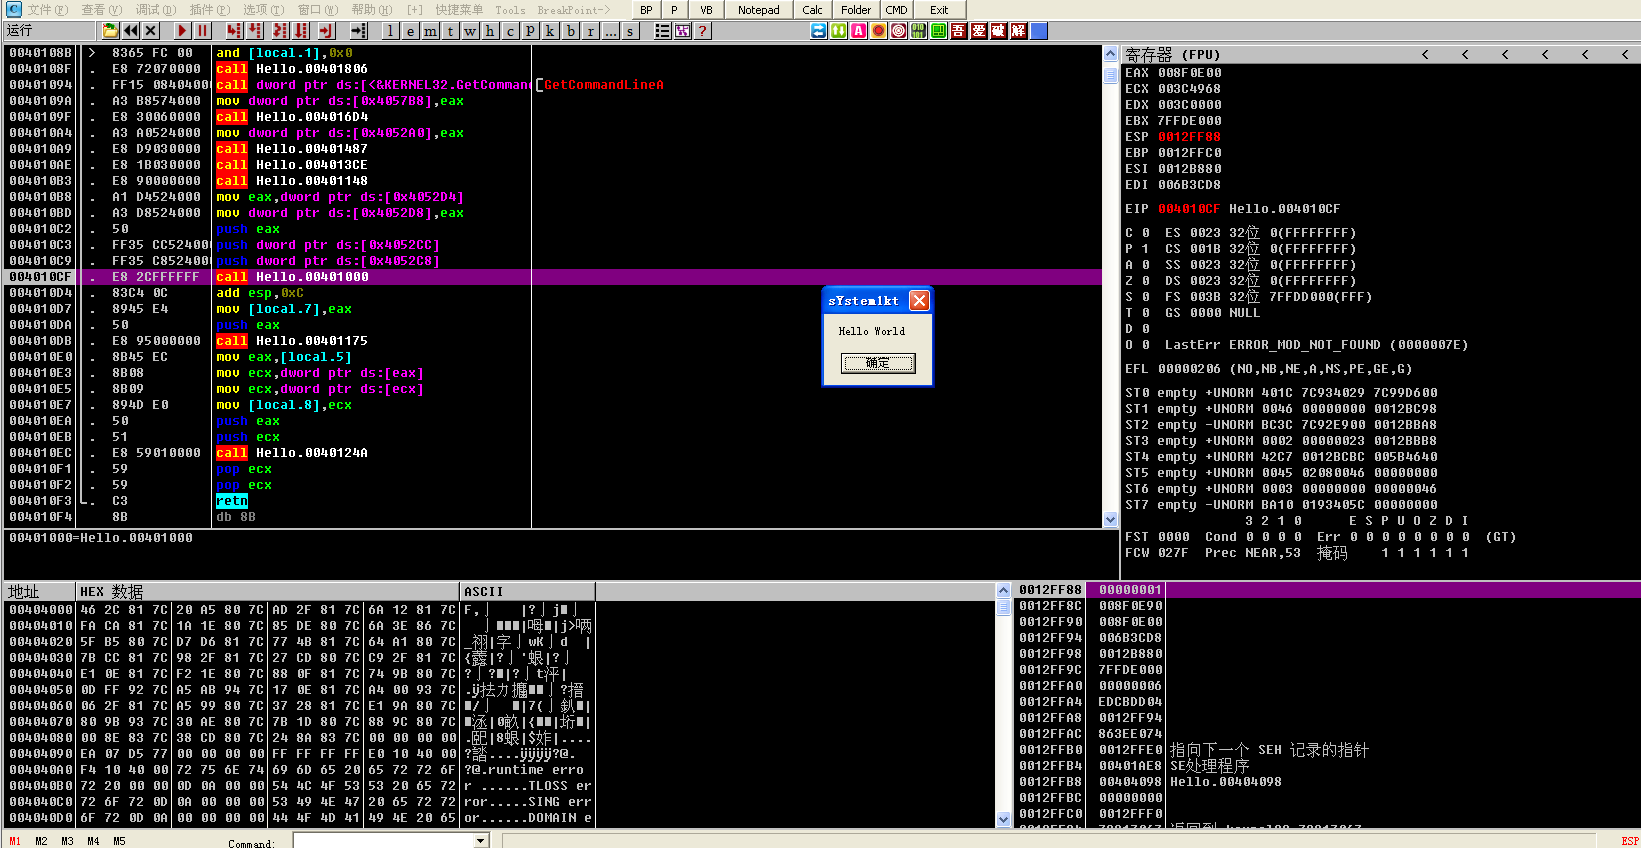 文件(F) 查看(V) 调试(D) 插件(P) 选项(T) 窗口(W) 帮助(H) [+] 快捷菜单 Tools BreakPoint-> BP P VB Notepad Calc Folder CMD Exit
运行 l e m t w h c p k b r ... s ? A 吾 爱 破 解
0040108B > 8365 FC 00 and [local.1],0x0
0040108F . E8 72070000 call Hello.00401806
00401094 . FF15 08404000 call dword ptr ds:[<&KERNEL32.GetComman GetCommandLineA
0040109A . A3 B8574000 mov dword ptr ds:[0x4057B8],eax
0040109F . E8 30060000 call Hello.004016D4
004010A4 . A3 A0524000 mov dword ptr ds:[0x4052A0],eax
004010A9 . E8 D9030000 call Hello.00401487
004010AE . E8 1B030000 call Hello.004013CE
004010B3 . E8 90000000 call Hello.00401148
004010B8 . A1 D4524000 mov eax,dword ptr ds:[0x4052D4]
004010BD . A3 D8524000 mov dword ptr ds:[0x4052D8],eax
004010C2 . 50 push eax
004010C3 . FF35 CC524000 push dword ptr ds:[0x4052CC]
004010C9 . FF35 C8524000 push dword ptr ds:[0x4052C8]
004010CF . E8 2CFFFFFF call Hello.00401000
004010D4 . 83C4 0C add esp,0xC
004010D7 . 8945 E4 mov [local.7],eax
004010DA . 50 push eax
004010DB . E8 95000000 call Hello.00401175
004010E0 . 8B45 EC mov eax,[local.5]
004010E3 . 8B08 mov ecx,dword ptr ds:[eax]
004010E5 . 8B09 mov ecx,dword ptr ds:[ecx]
004010E7 . 894D E0 mov [local.8],ecx
004010EA . 50 push eax
004010EB . 51 push ecx
004010EC . E8 59010000 call Hello.0040124A
004010F1 . 59 pop ecx
004010F2 . 59 pop ecx
004010F3 . C3 retn
004010F4 8B db 8B
00401000=Hello.00401000
sYstem1kt
Hello World
确定
寄存器 (FPU) < < < < < <
EAX 008F0E00
ECX 003C4968
EDX 003C0000
EBX 7FFDE000
ESP 0012FF88
EBP 0012FFC0
ESI 0012B880
EDI 006B3CD8
EIP 004010CF Hello.004010CF
C 0 ES 0023 32位 0(FFFFFFFF)
P 1 CS 001B 32位 0(FFFFFFFF)
A 0 SS 0023 32位 0(FFFFFFFF)
Z 0 DS 0023 32位 0(FFFFFFFF)
S 0 FS 003B 32位 7FFDD000(FFF)
T 0 GS 0000 NULL
D 0
O 0 LastErr ERROR_MOD_NOT_FOUND (0000007E)
EFL 00000206 (NO,NB,NE,A,NS,PE,GE,G)
ST0 empty +UNORM 401C 7C934029 7C99D600
ST1 empty +UNORM 0046 00000000 0012BC98
ST2 empty -UNORM BC3C 7C92E900 0012BBA8
ST3 empty +UNORM 0002 00000023 0012BBB8
ST4 empty +UNORM 42C7 0012BCBC 005B4640
ST5 empty +UNORM 0045 02080046 00000000
ST6 empty +UNORM 0003 00000000 00000046
ST7 empty -UNORM BA10 0193405C 00000000
3 2 1 0 E S P U O Z D I
FST 0000 Cond 0 0 0 0 Err 0 0 0 0 0 0 0 0 (GT)
FCW 027F Prec NEAR,53 掩码 1 1 1 1 1 1
地址 HEX 数据 ASCII
00404000 46 2C 81 7C 20 A5 80 7C AD 2F 81 7C 6A 12 81 7C
00404010 FA CA 81 7C 1A 1E 80 7C 85 DE 80 7C 6A 3E 86 7C
00404020 5F B5 80 7C D7 D6 81 7C 77 4B 81 7C 64 A1 80 7C
00404030 7B CC 81 7C 98 2F 81 7C 27 CD 80 7C C9 2F 81 7C
00404040 E1 0E 81 7C F2 1E 80 7C 88 0F 81 7C 74 9B 80 7C
00404050 0D FF 92 7C A5 AB 94 7C 17 0E 81 7C A4 00 93 7C
00404060 06 2F 81 7C A5 99 80 7C 37 28 81 7C E1 9A 80 7C
00404070 80 9B 93 7C 30 AE 80 7C 7B 1D 80 7C 88 9C 80 7C
00404080 00 8E 83 7C 38 CD 80 7C 24 8A 83 7C 00 00 00 00
00404090 EA 07 D5 77 00 00 00 00 FF FF FF FF E0 10 40 00
004040A0 F4 10 40 00 72 75 6E 74 69 6D 65 20 65 72 72 6F ?@.runtime erro
004040B0 72 20 00 00 0D 0A 00 00 54 4C 4F 53 53 20 65 72 r ......TLOSS er
004040C0 72 6F 72 0D 0A 00 00 00 53 49 4E 47 20 65 72 72 ror.....SING err
004040D0 6F 72 0D 0A 00 00 00 00 44 4F 4D 41 49 4E 20 65 or......DOMAIN e
0012FF88 00000001
0012FF8C 008F0E90
0012FF90 008F0E00
0012FF94 006B3CD8
0012FF98 0012B880
0012FF9C 7FFDE000
0012FFA0 00000006
0012FFA4 EDCBDD04
0012FFA8 0012FF94
0012FFAC 863EE074
0012FFB0 0012FFE0 指向下一个 SEH 记录的指针
0012FFB4 00401AE8 SE处理程序
0012FFB8 00404098 Hello.00404098
0012FFBC 00000000
0012FFC0 0012FFF0
M1 M2 M3 M4 M5 Command: ESP